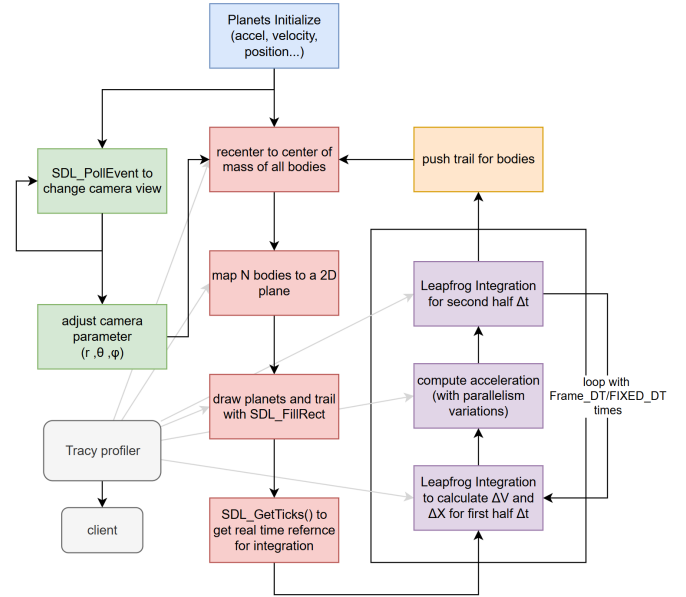 Planets Initialize
(accel, velocity,
position...)
SDL_PollEvent to
change camera view
recenter to center of
mass of all bodies
push trail for bodies
map N bodies to a 2D
plane
Leapfrog Integration
for second half Δt
adjust camera
parameter
(r ,θ ,φ)
draw planets and trail
with SDL_FillRect
compute acceleration
(with parallelism
variations)
loop with
Frame_DT/FIXED_DT
times
Tracy profiler
Leapfrog Integration
to calculate ΔV and
ΔX for first half Δt
client
SDL_GetTicks() to
get real time refernce
for integration